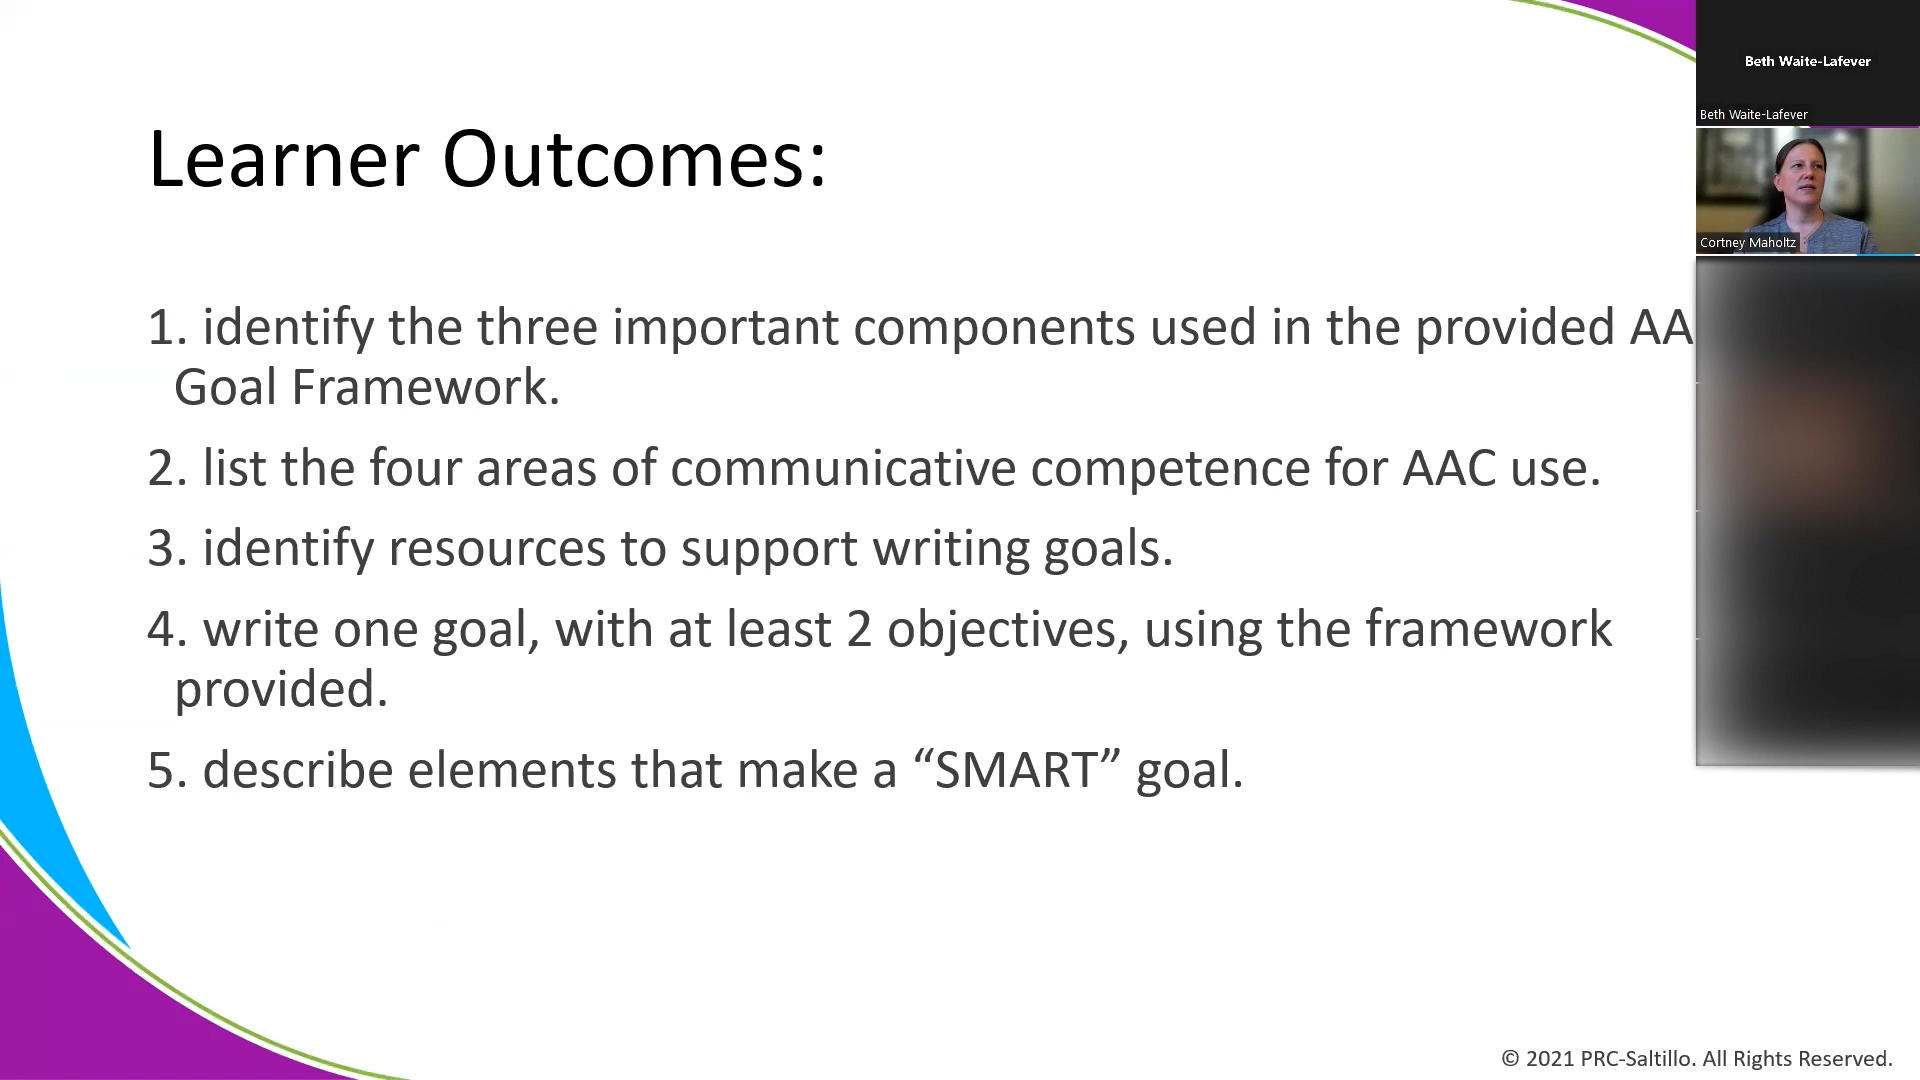 Learner Outcomes:
1. identify the three important components used in the provided AA
Goal Framework.
2. list the four areas of communicative competence for AAC use.
3. identify resources to support writing goals.
4. write one goal, with at least 2 objectives, using the framework
provided.
5. describe elements that make a “SMART” goal.
Beth Waite-Lafever
Beth Waite-Lafever
Cortney Maholtz
© 2021 PRC-Saltillo. All Rights Reserved.